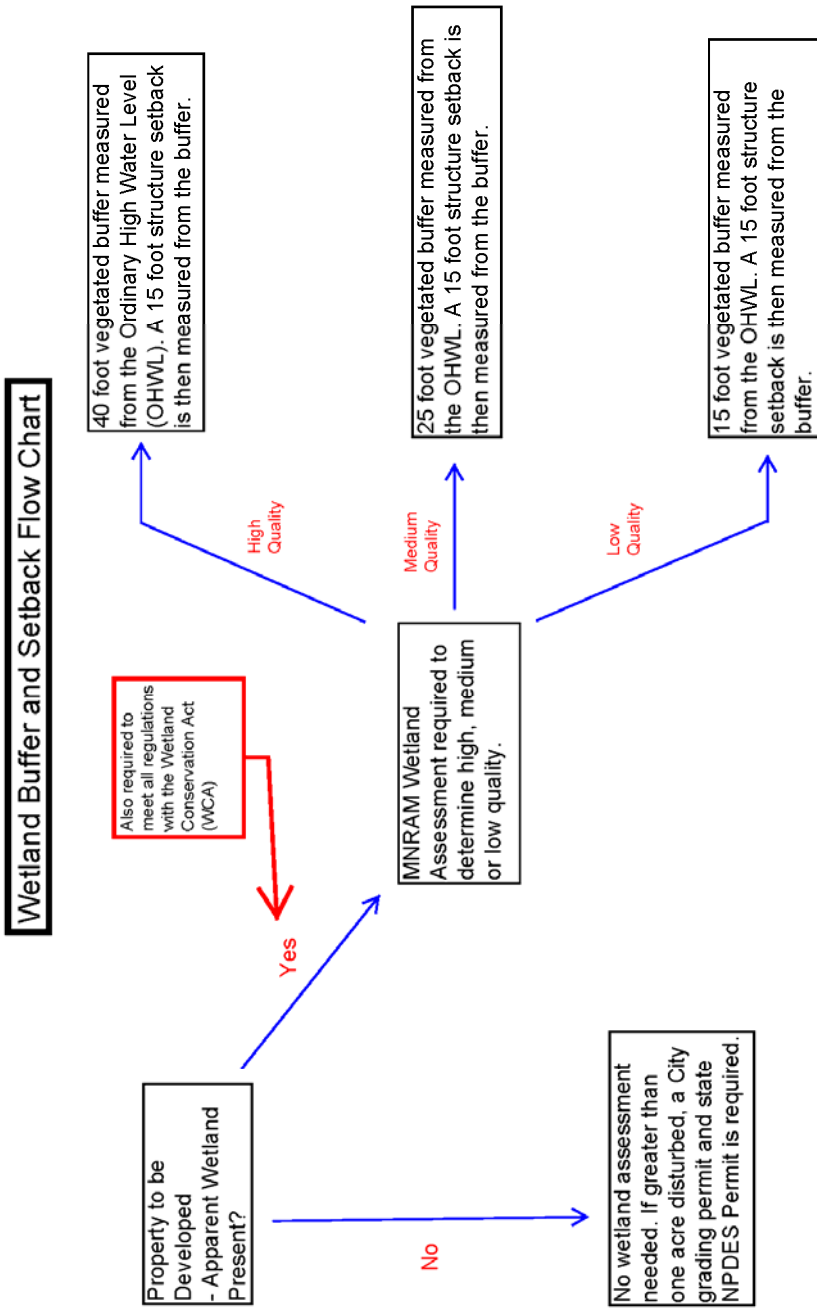 Wetland Buffer and Setback Flow Chart
Property to be
Developed
- Apparent Wetland
Present?
Yes
Also required to
meet all regulations
with the Wetland
Conservation Act
(WCA)
No
No wetland assessment
needed. If greater than
one acre disturbed, a City
grading permit and state
NPDES Permit is required.
MNRAM Wetland
Assessment required to
determine high, medium
or low quality.
High
Quality
40 foot vegetated buffer measured
from the Ordinary High Water Level
(OHWL). A 15 foot structure setback
is then measured from the buffer.
Medium
Quality
25 foot vegetated buffer measured from
the OHWL. A 15 foot structure setback is
then measured from the buffer.
Low
Quality
15 foot vegetated buffer measured
from the OHWL. A 15 foot structure
setback is then measured from the
buffer.